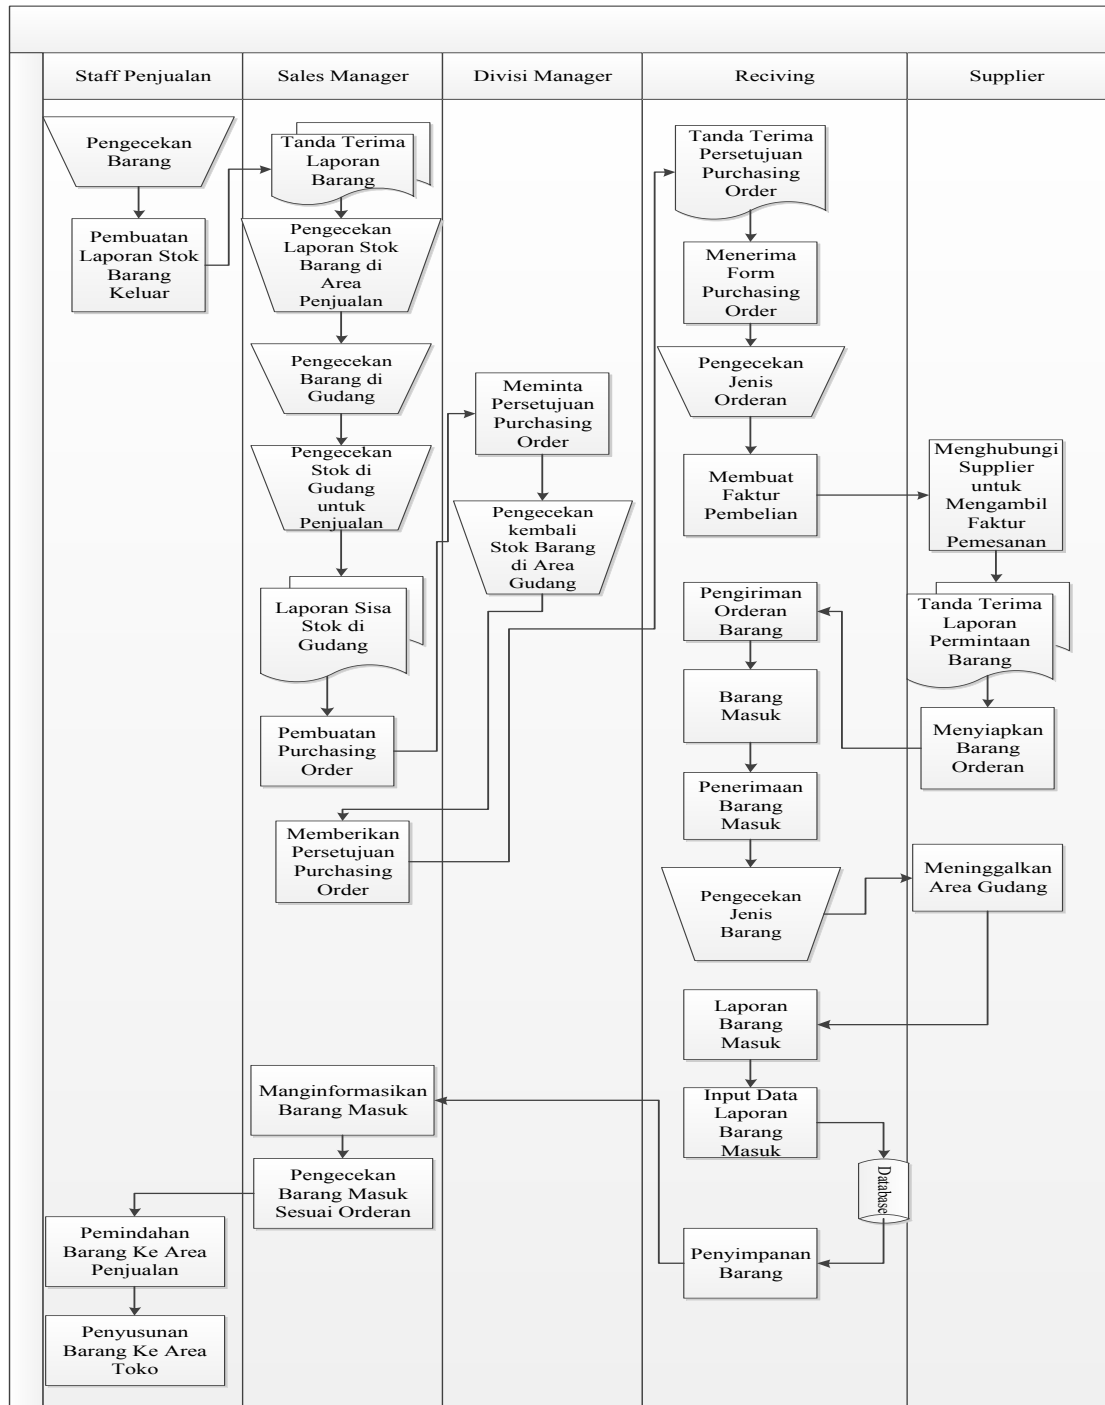 Staff Penjualan
Sales Manager
Divisi Manager
Reciving
Supplier
Pengecekan
Barang
Pembuatan
Laporan Stok
Barang
Keluar
Tanda Terima
Laporan
Barang
Pengecekan
Laporan Stok
Barang di
Area
Penjualan
Pengecekan
Barang di
Gudang
Pengecekan
Stok di
Gudang
untuk
Penjualan
Laporan Sisa
Stok di
Gudang
Pembuatan
Purchasing
Order
Meminta
Persetujuan
Purchasing
Order
Pengecekan
kembali
Stok Barang
di Area
Gudang
Memberikan
Persetujuan
Purchasing
Order
Tanda Terima
Persetujuan
Purchasing
Order
Menerima
Form
Purchasing
Order
Pengecekan
Jenis
Orderan
Membuat
Faktur
Pembelian
Menghubungi
Supplier
untuk
Mengambil
Faktur
Pemesanan
Tanda Terima
Laporan
Permintaan
Barang
Menyiapkan
Barang
Orderan
Pengiriman
Orderan
Barang
Barang
Masuk
Penerimaan
Barang
Masuk
Pengecekan
Jenis
Barang
Meninggalkan
Area Gudang
Laporan
Barang
Masuk
Input Data
Laporan
Barang
Masuk
Database
Penyimpanan
Barang
Manginformasikan
Barang Masuk
Pengecekan
Barang Masuk
Sesuai Orderan
Pemindahan
Barang Ke Area
Penjualan
Penyusunan
Barang Ke Area
Toko